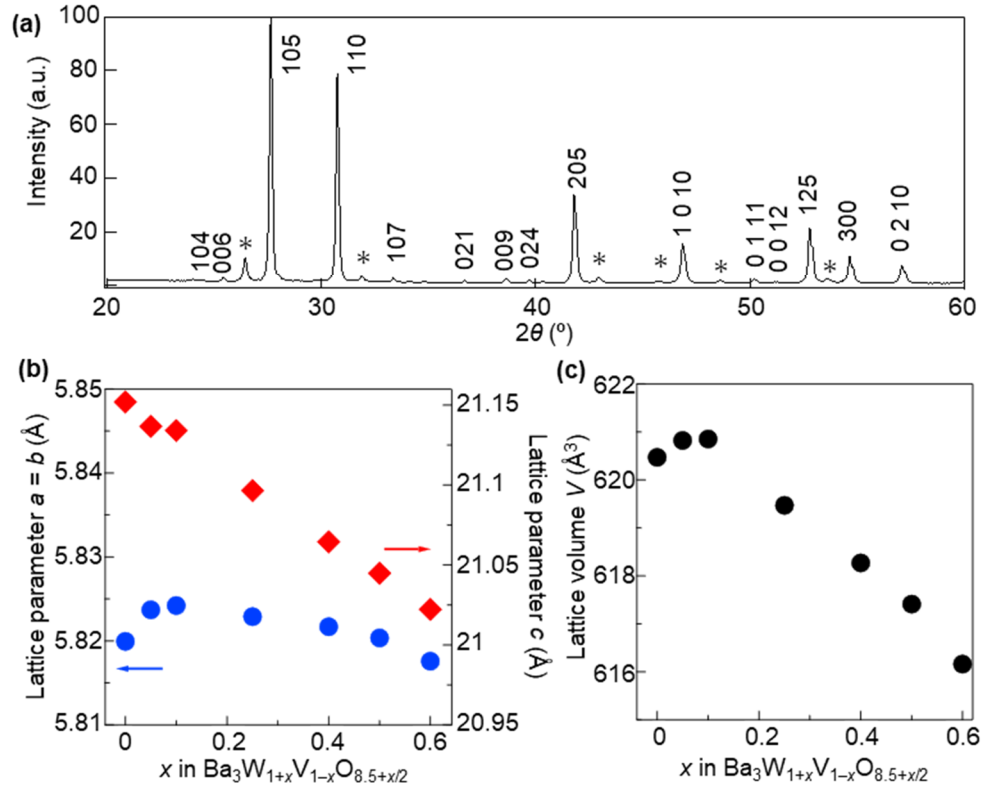 (a)
Intensity (a.u.)
100
80
60
40
20
104
006
*
105
110
*
107
021
009
024
205
*
*
1 0 10
*
0 1 11
0 0 12
125
*
300
0 2 10
20 30 40 50 60
2θ (º)
(b)
Lattice parameter a = b (Å)
5.85
5.84
5.83
5.82
5.81
21.15
21.1
21.05
21
20.95
Lattice parameter c (Å)
0 0.2 0.4 0.6
x in Ba₃W₁₊ₓV₁₋ₓO₈.₅₊ₓ/₂
(c)
Lattice volume V (Å³)
622
620
618
616
0 0.2 0.4 0.6
x in Ba₃W₁₊ₓV₁₋ₓO₈.₅₊ₓ/₂